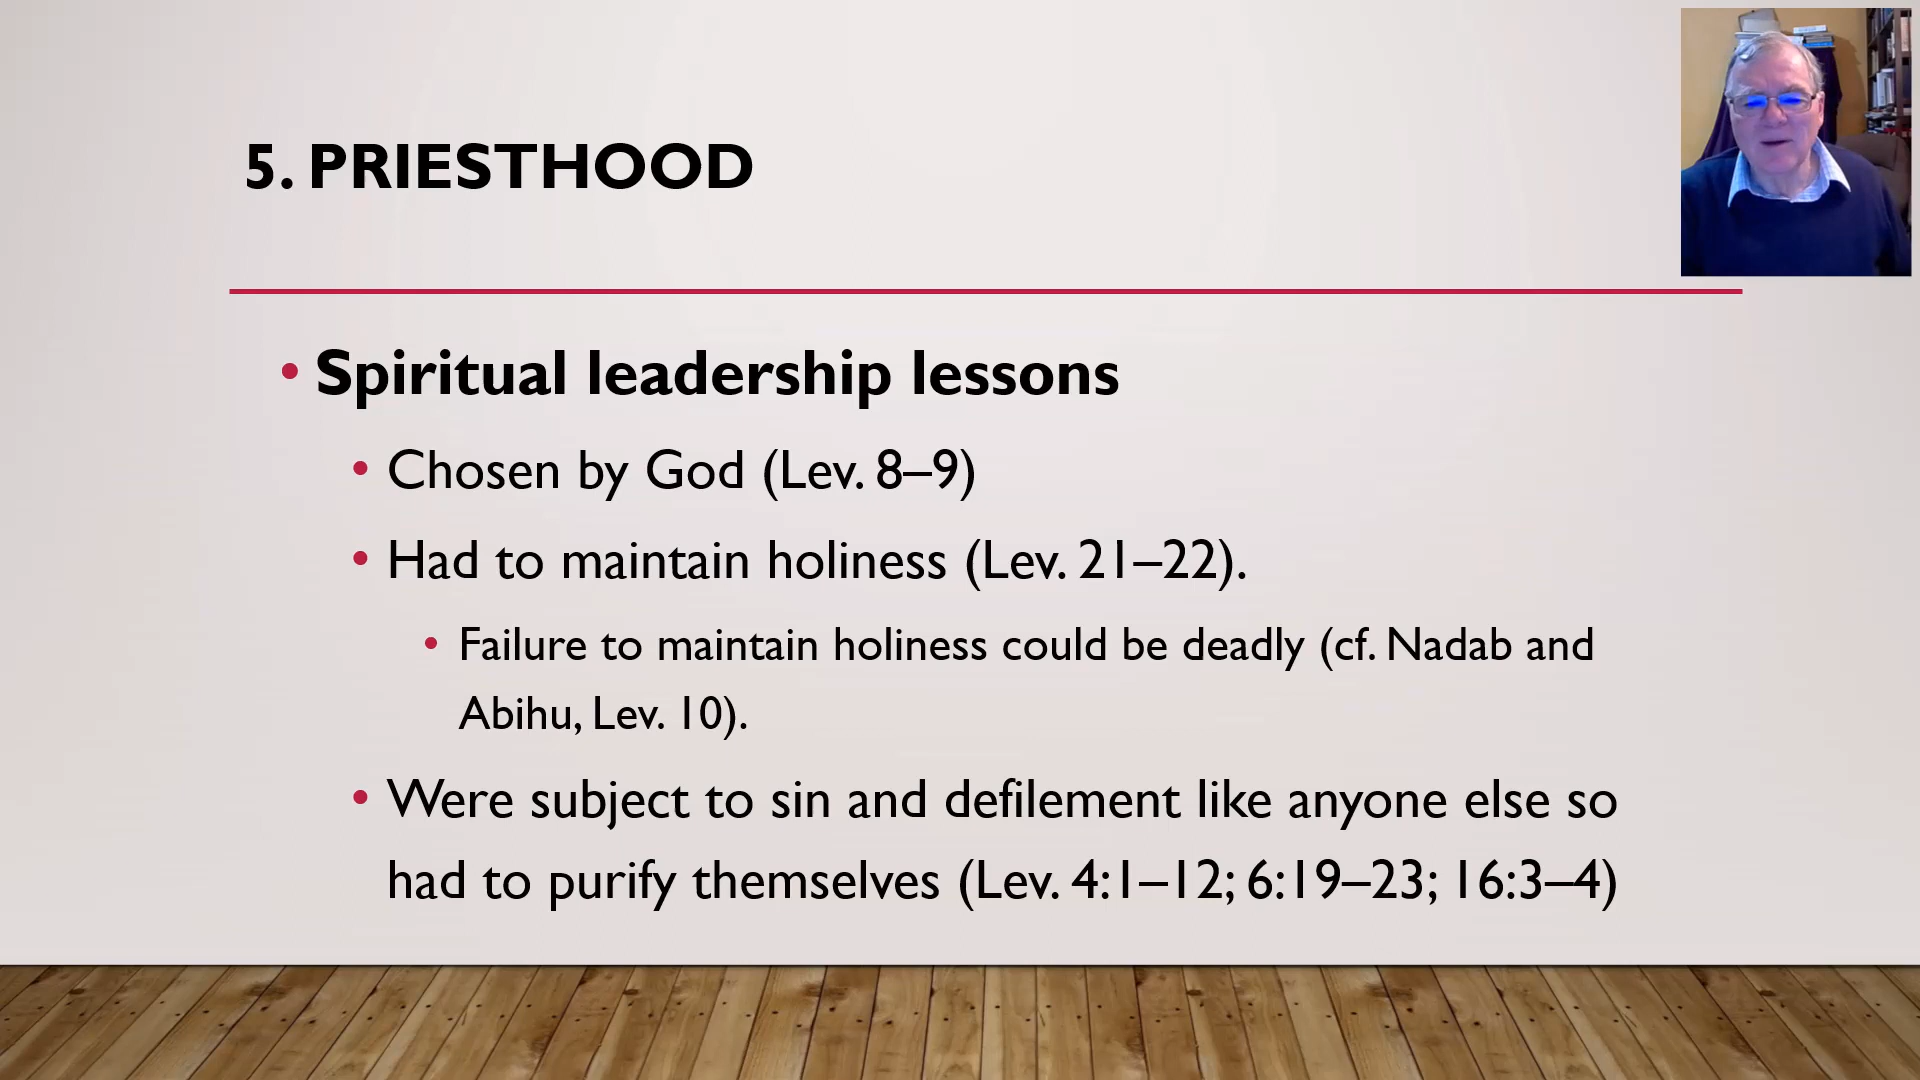 5. PRIESTHOOD
• Spiritual leadership lessons
• Chosen by God (Lev. 8–9)
• Had to maintain holiness (Lev. 21–22).
• Failure to maintain holiness could be deadly (cf. Nadab and
Abihu, Lev. 10).
• Were subject to sin and defilement like anyone else so
had to purify themselves (Lev. 4:1–12; 6:19–23; 16:3–4)